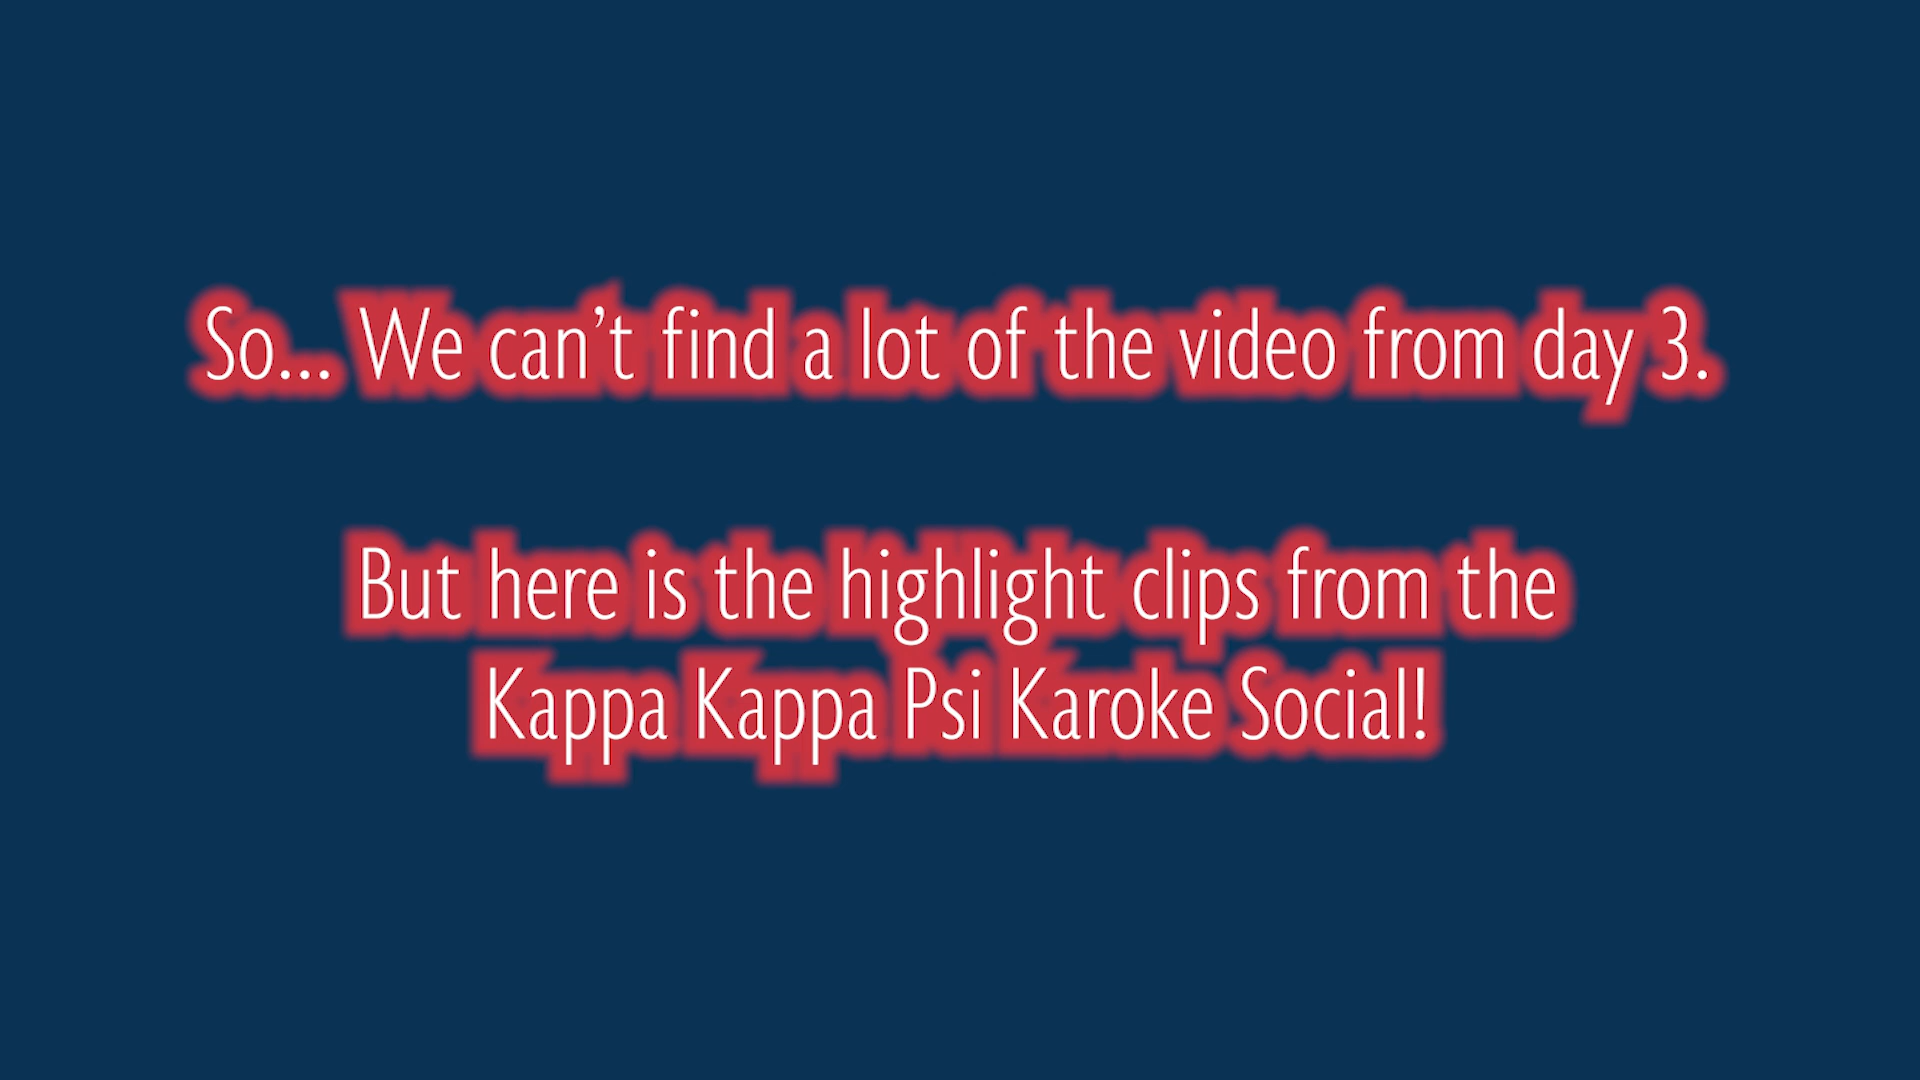 So... We can’t find a lot of the video from day 3.
But here is the highlight clips from the
Kappa Kappa Psi Karoke Social!